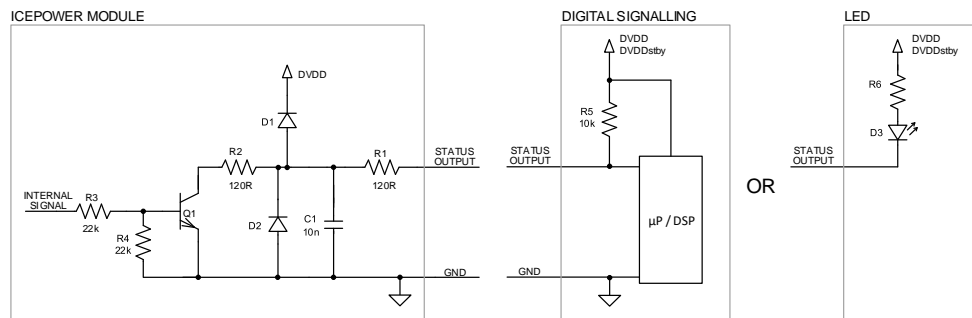 ICEPOWER MODULE
DVDD
D1
R2
120R
R1
120R
STATUS
OUTPUT
INTERNAL
SIGNAL
R3
22k
R4
22k
Q1
D2
C1
10n
GND
DIGITAL SIGNALLING
DVDD
DVDDstby
R5
10k
STATUS
OUTPUT
µP / DSP
GND
OR
LED
DVDD
DVDDstby
R6
D3
STATUS
OUTPUT